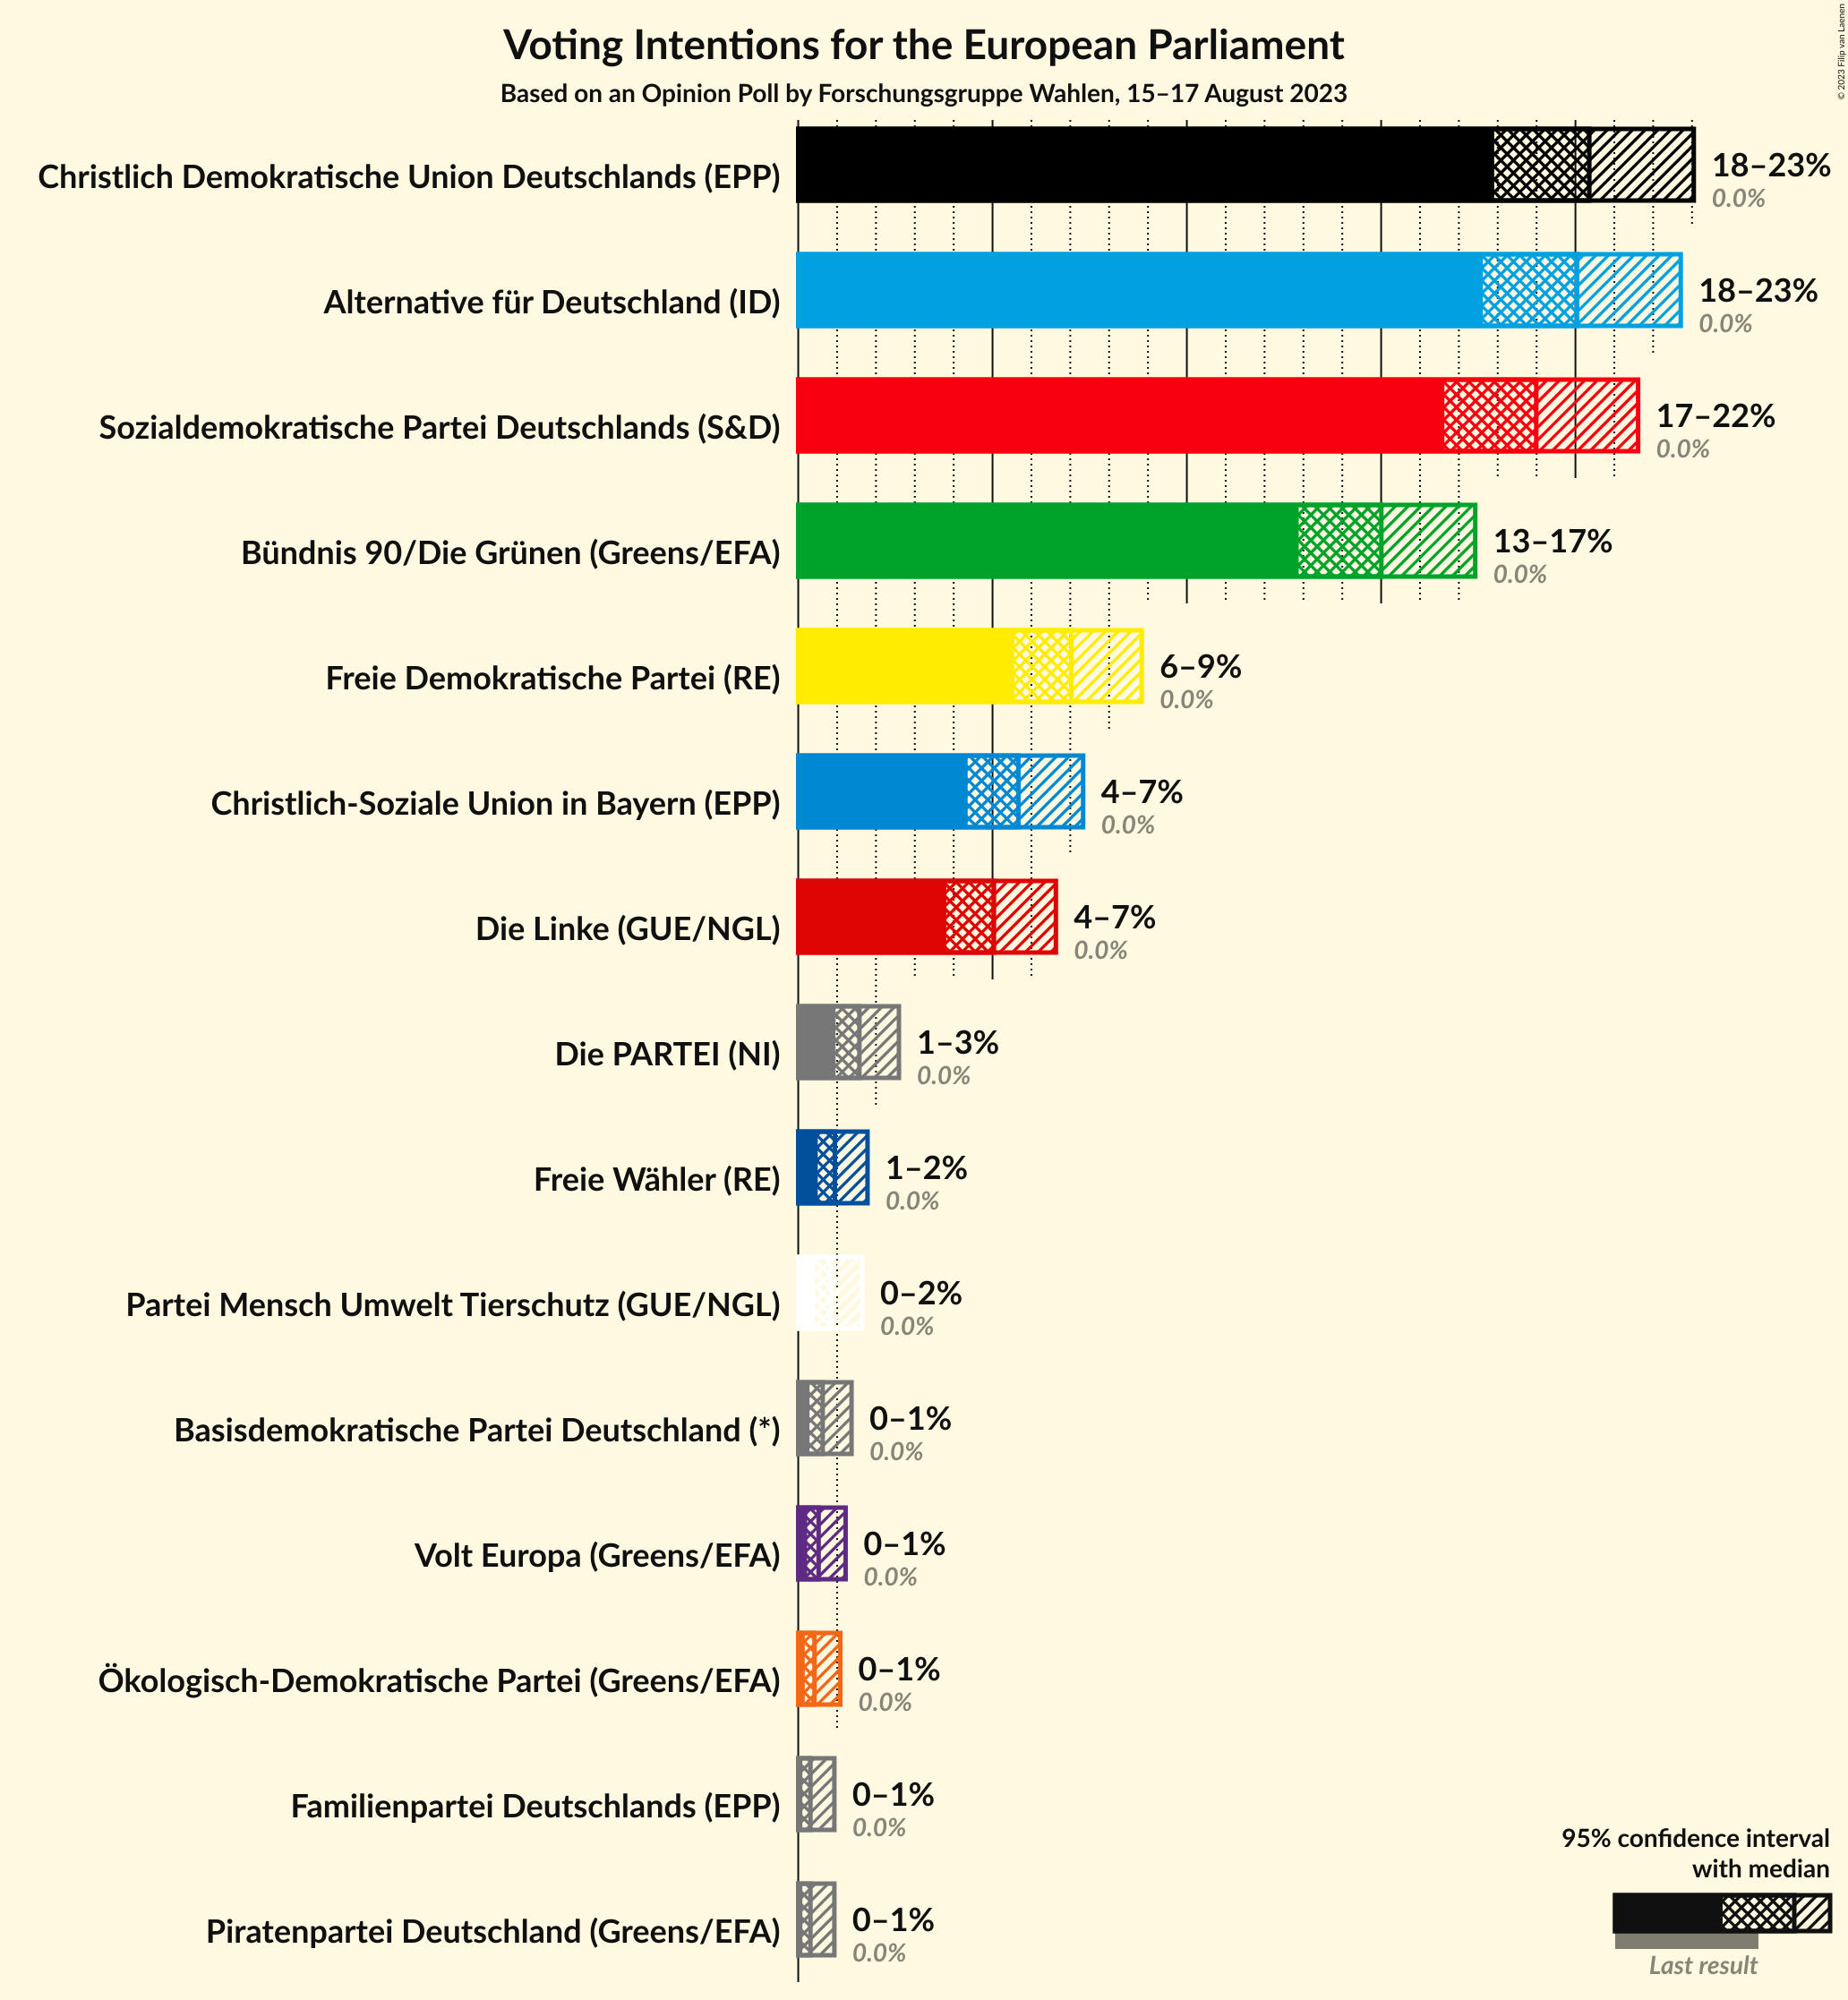 Voting Intentions for the European Parliament
Based on an Opinion Poll by Forschungsgruppe Wahlen, 15–17 August 2023
© 2023 Filip van Laenen
Christlich Demokratische Union Deutschlands (EPP)
18–23%
0.0%
Alternative für Deutschland (ID)
18–23%
0.0%
Sozialdemokratische Partei Deutschlands (S&D)
17–22%
0.0%
Bündnis 90/Die Grünen (Greens/EFA)
13–17%
0.0%
Freie Demokratische Partei (RE)
6–9%
0.0%
Christlich-Soziale Union in Bayern (EPP)
4–7%
0.0%
Die Linke (GUE/NGL)
4–7%
0.0%
Die PARTEI (NI)
1–3%
0.0%
Freie Wähler (RE)
1–2%
0.0%
Partei Mensch Umwelt Tierschutz (GUE/NGL)
0–2%
0.0%
Basisdemokratische Partei Deutschland (*)
0–1%
0.0%
Volt Europa (Greens/EFA)
0–1%
0.0%
Ökologisch-Demokratische Partei (Greens/EFA)
0–1%
0.0%
Familienpartei Deutschlands (EPP)
0–1%
0.0%
Piratenpartei Deutschland (Greens/EFA)
0–1%
0.0%
95% confidence interval
with median
Last result